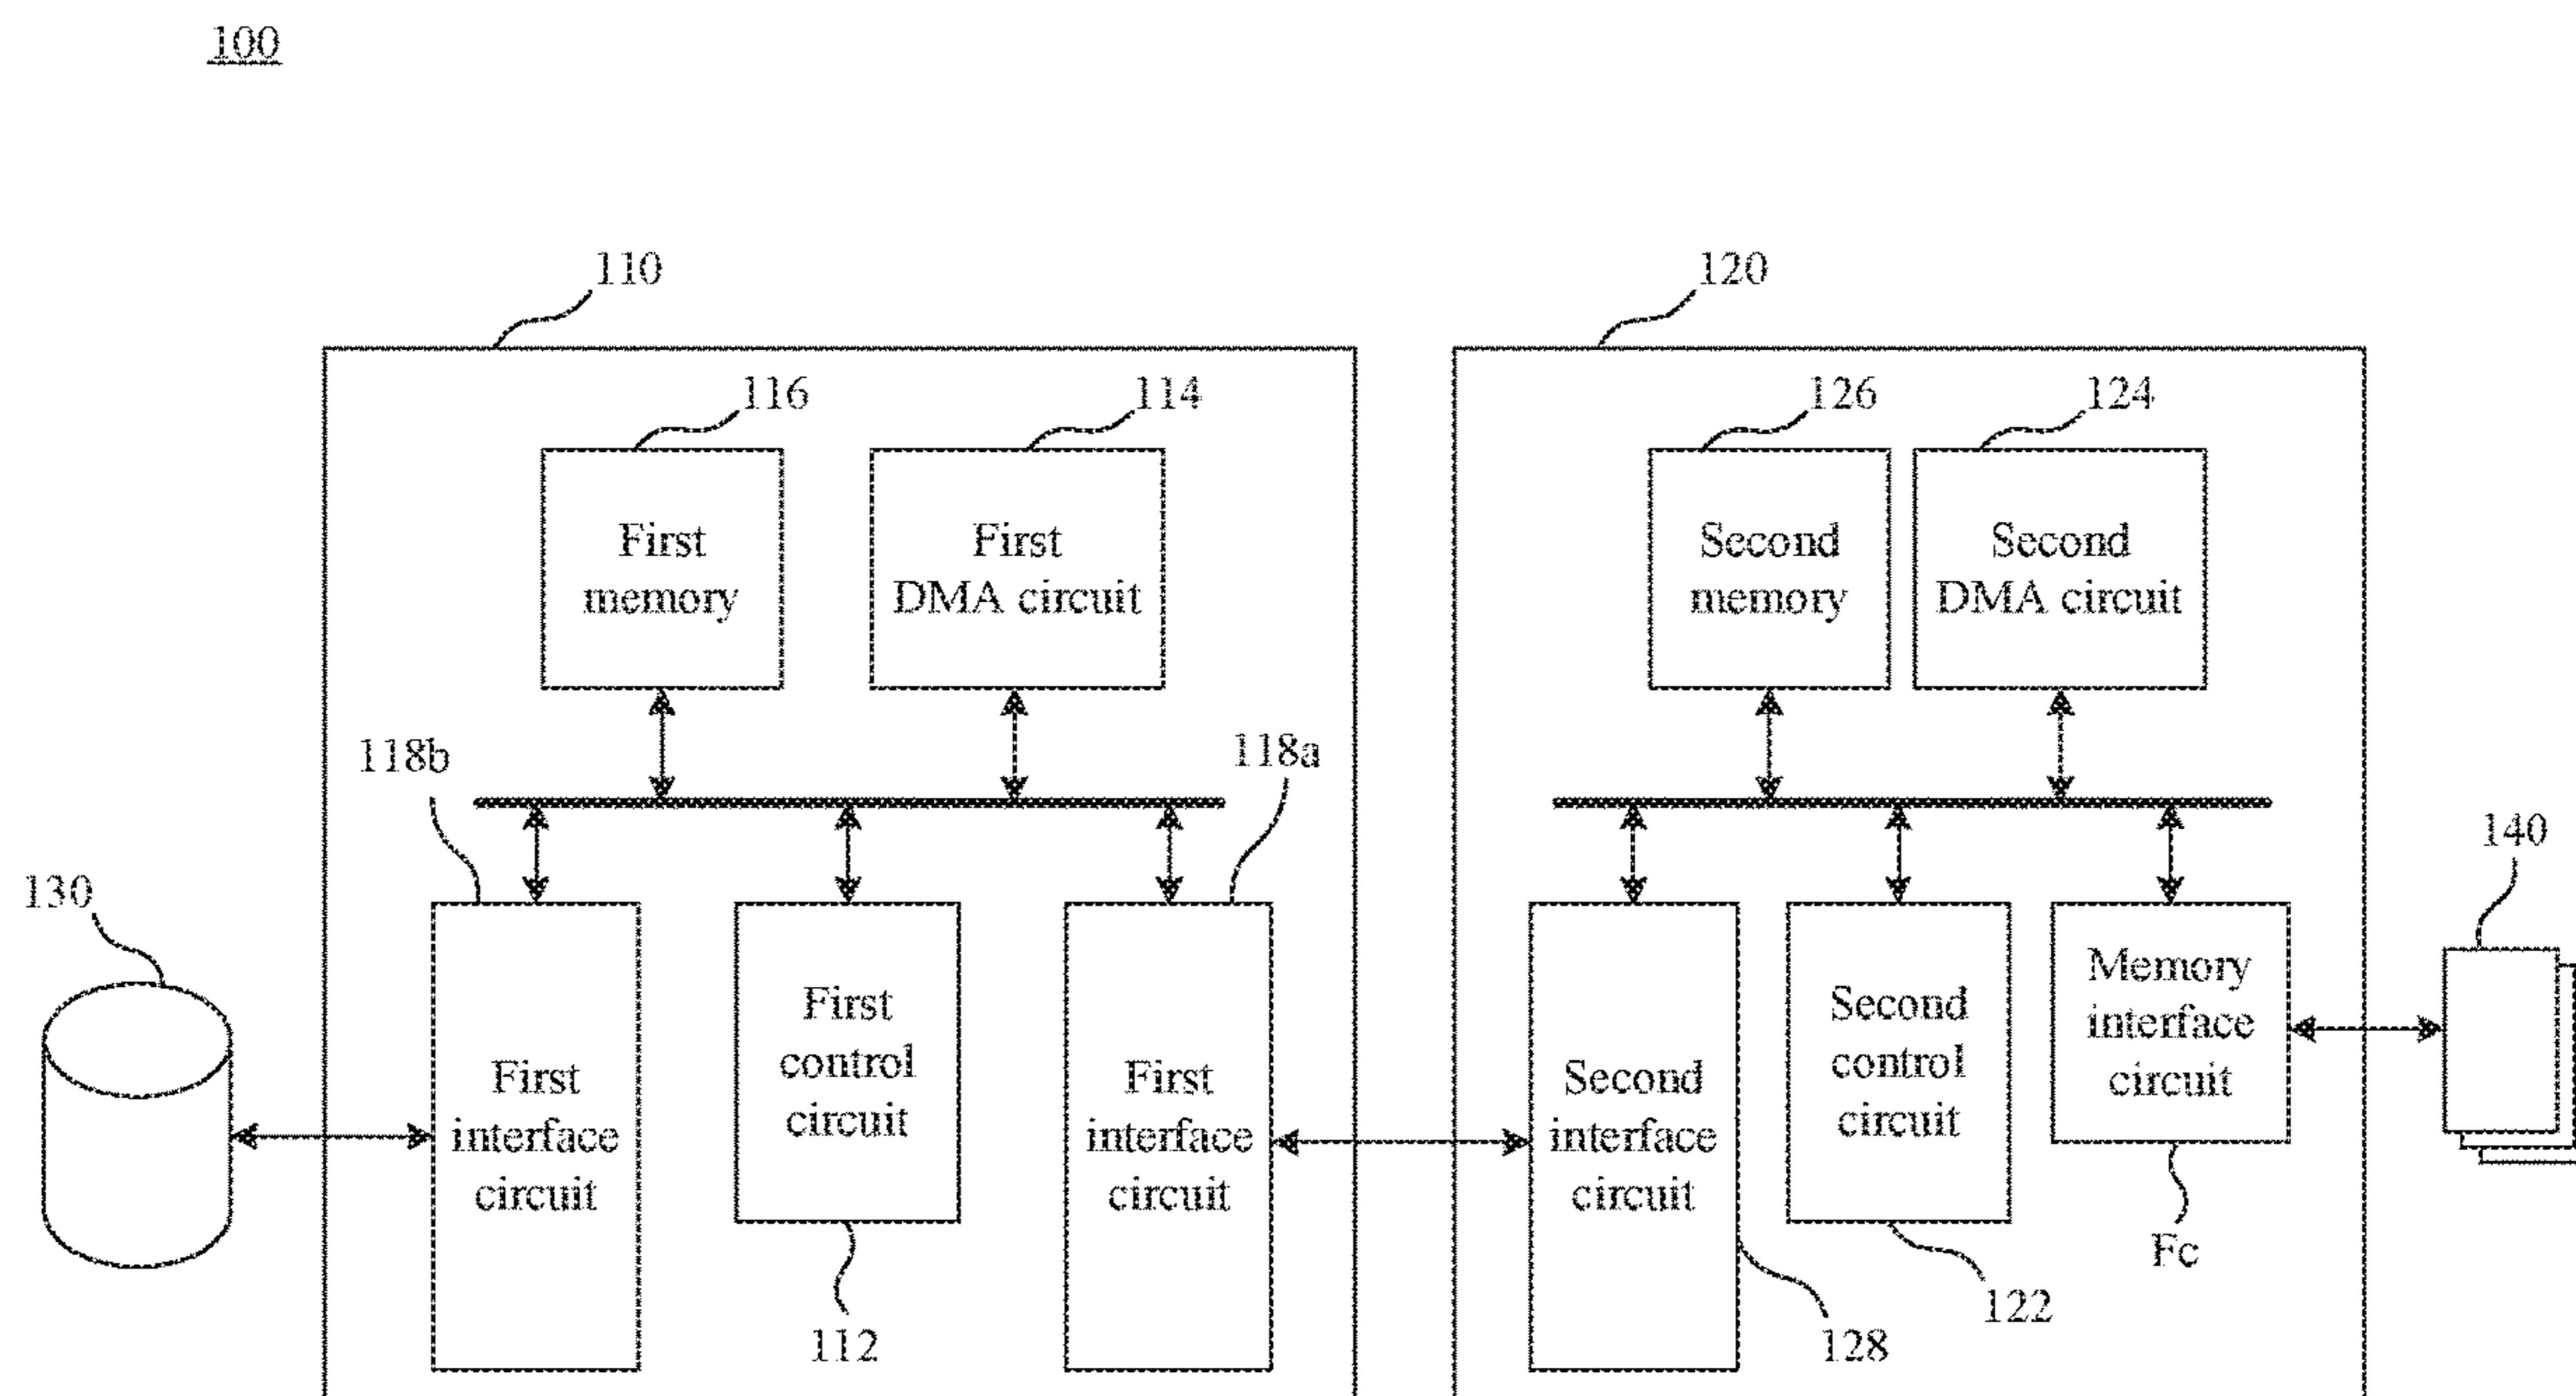 100
110
120
116
114
126
124
First
memory
First
DMA circuit
Second
memory
Second
DMA circuit
118b
118a
140
130
First
interface
circuit
First
control
circuit
First
interface
circuit
Second
interface
circuit
Second
control
circuit
Memory
interface
circuit
Fc
112
128
122